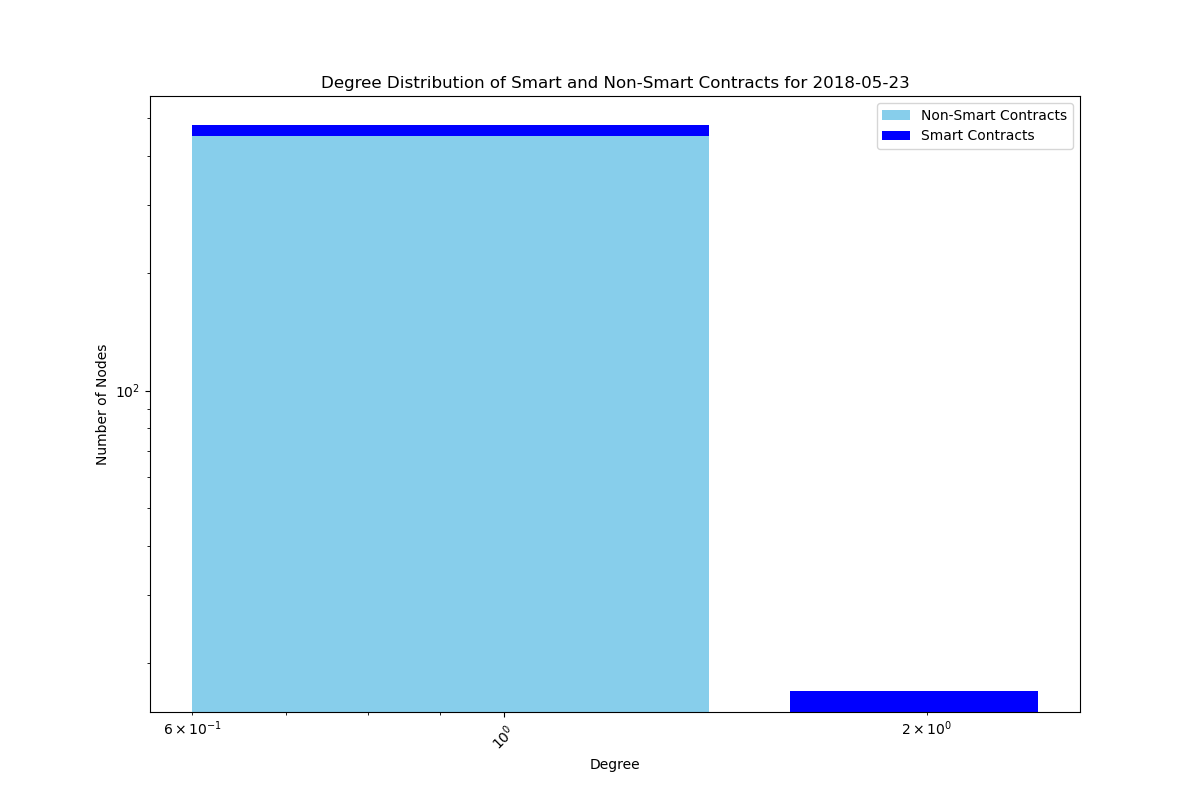 Degree Distribution of Smart and Non-Smart Contracts for 2018-05-23
Non-Smart Contracts
Smart Contracts
Number of Nodes
10²
6 × 10⁻¹
10⁰
2 × 10⁰
Degree